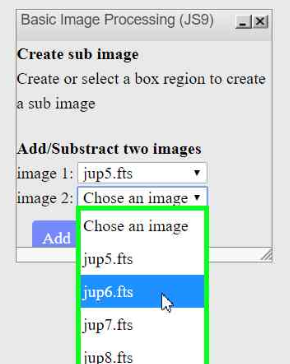 Basic Image Processing (JS9)
Create sub image
Create or select a box region to create
a sub image
Add/Substract two images
image 1: jup5.fts
image 2: Chose an image
Chose an image
Add
jup5.fts
jup6.fts
jup7.fts
jup8.fts